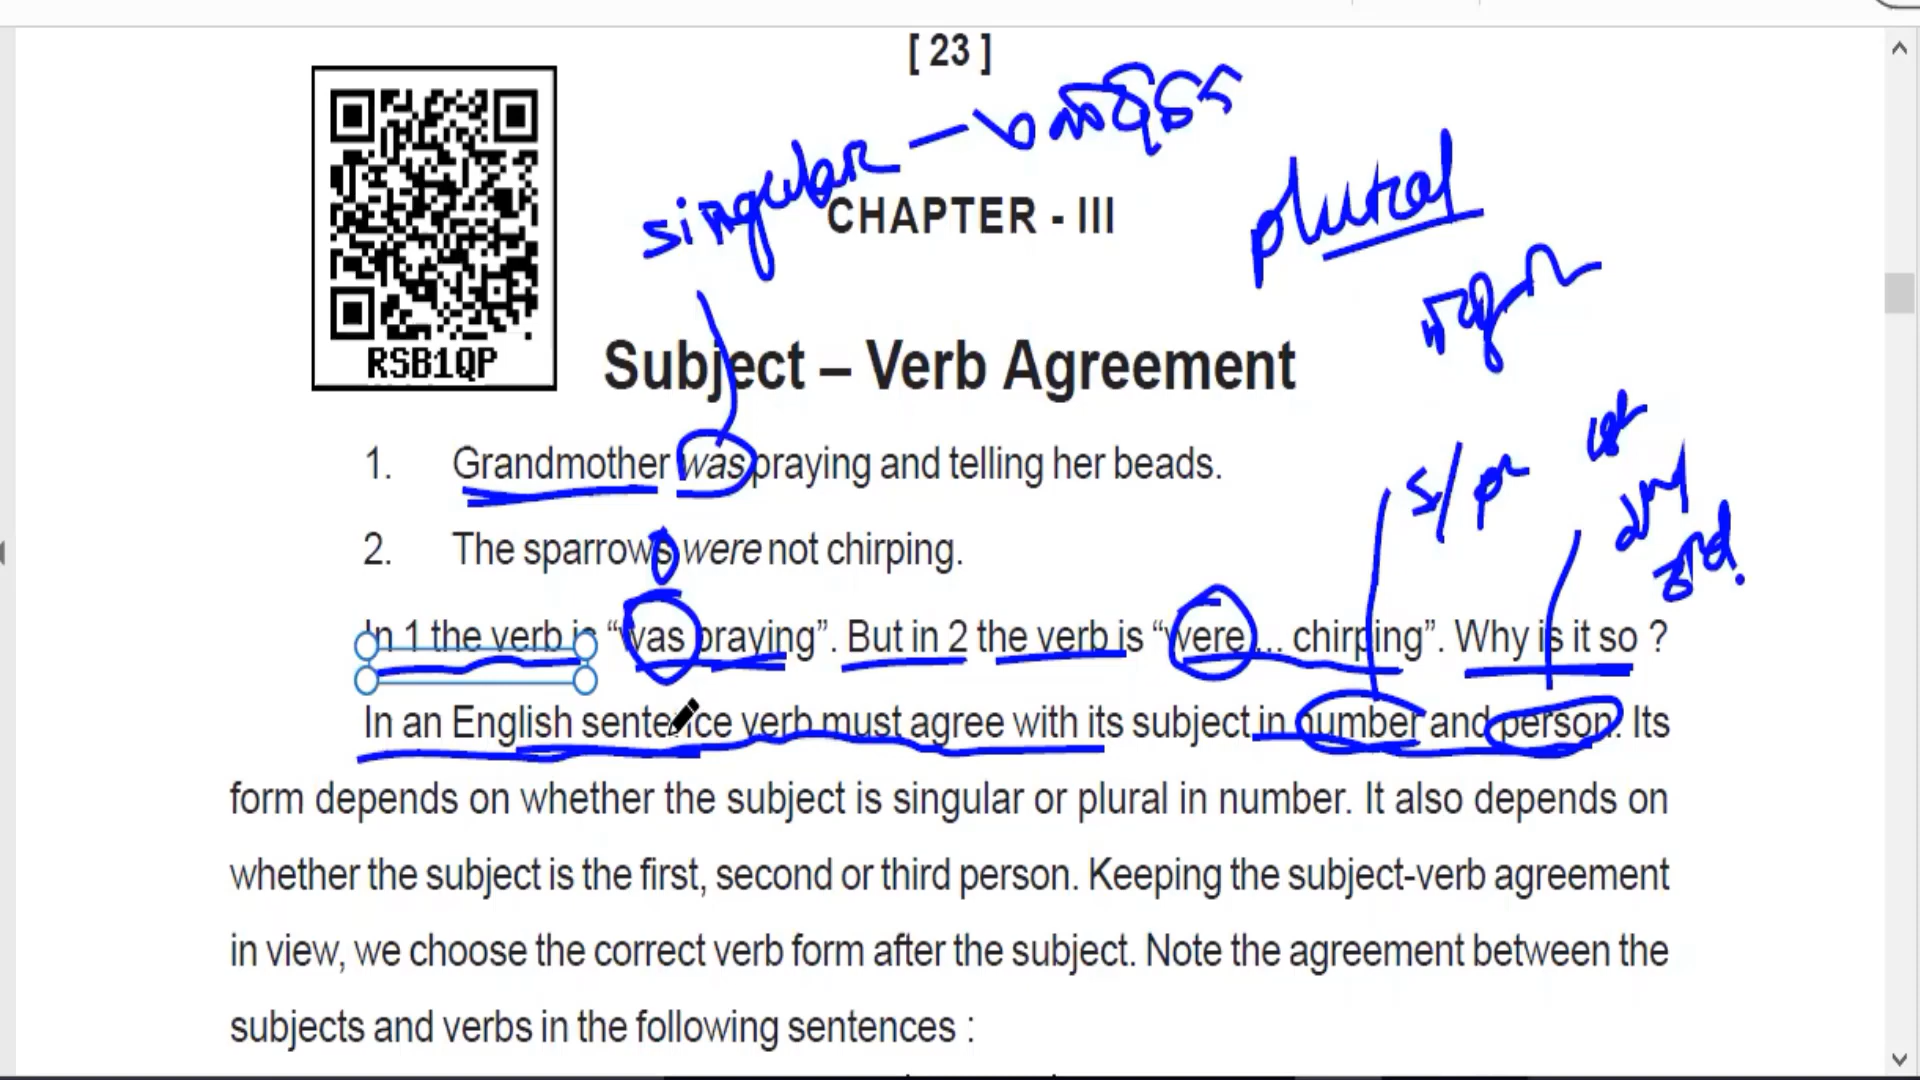 [ 23 ]
singular —
plural
RSB1QP
CHAPTER - III
Subject – Verb Agreement
1. Grandmother was praying and telling her beads.
s/pr
1st
2nd
3rd.
2. The sparrows were not chirping.
In 1 the verb is “was praying”. But in 2 the verb is “were ... chirping”. Why is it so ?
In an English sentence verb must agree with its subject in number and person. Its
form depends on whether the subject is singular or plural in number. It also depends on
whether the subject is the first, second or third person. Keeping the subject-verb agreement
in view, we choose the correct verb form after the subject. Note the agreement between the
subjects and verbs in the following sentences :